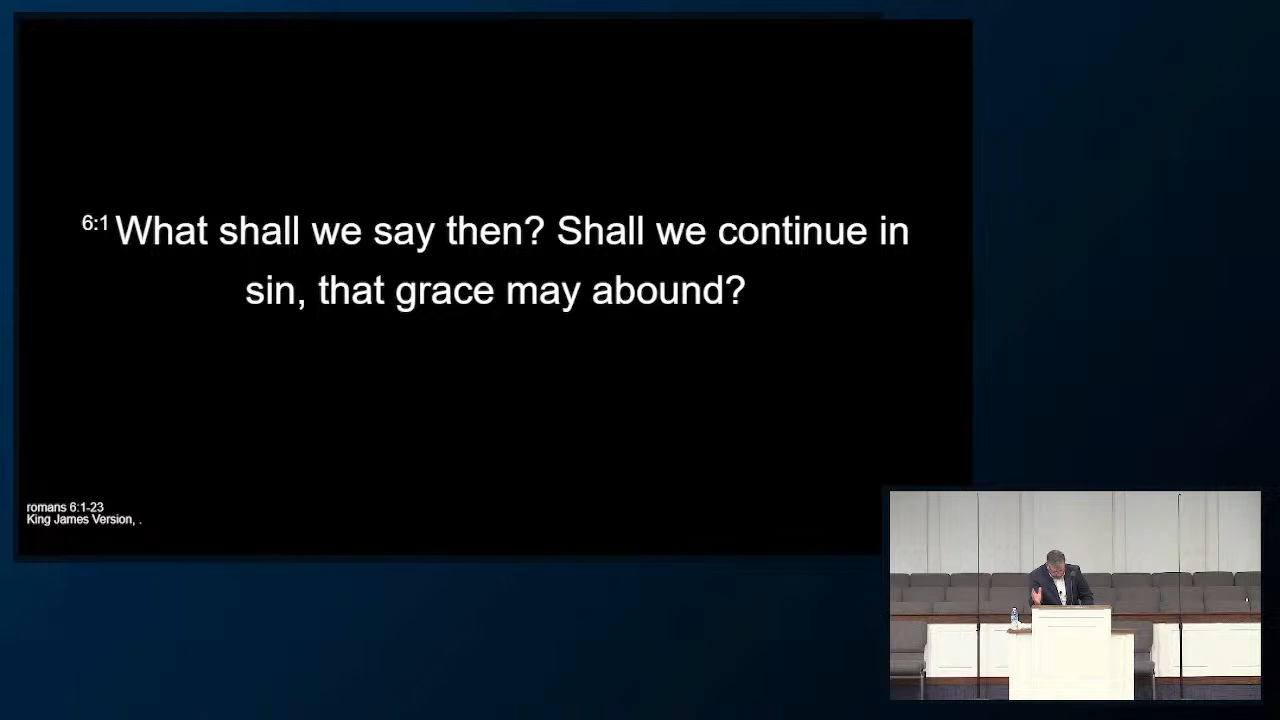 6:1 What shall we say then? Shall we continue in
sin, that grace may abound?
romans 6:1-23
King James Version, .